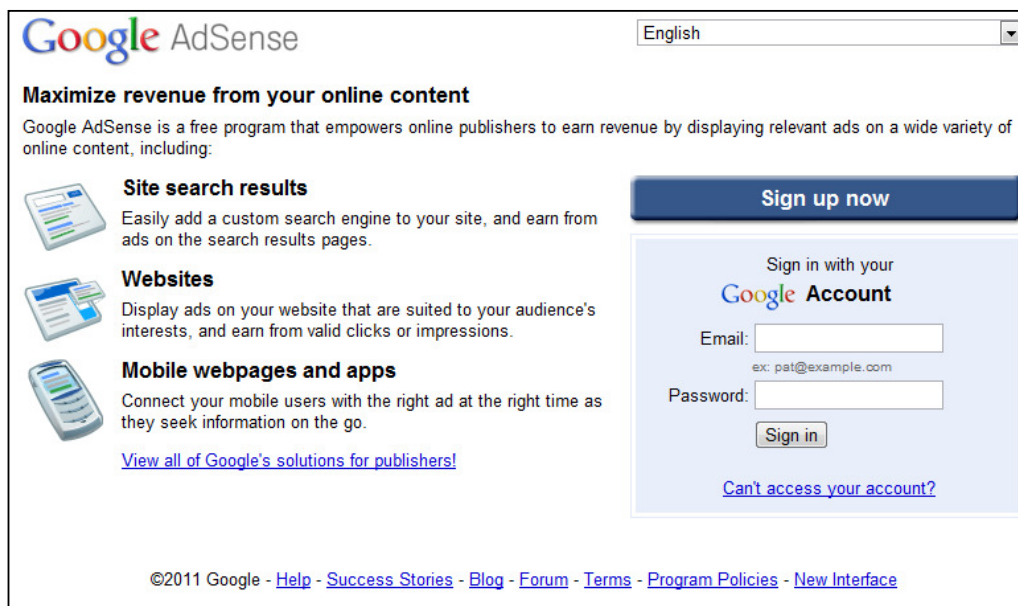 Google AdSense
English
Maximize revenue from your online content
Google AdSense is a free program that empowers online publishers to earn revenue by displaying relevant ads on a wide variety of
online content, including:
Site search results
Easily add a custom search engine to your site, and earn from
ads on the search results pages.
Websites
Display ads on your website that are suited to your audience's
interests, and earn from valid clicks or impressions.
Mobile webpages and apps
Connect your mobile users with the right ad at the right time as
they seek information on the go.
View all of Google's solutions for publishers!
Sign up now
Sign in with your
Google Account
Email:
ex: pat@example.com
Password:
Sign in
Can't access your account?
©2011 Google - Help - Success Stories - Blog - Forum - Terms - Program Policies - New Interface